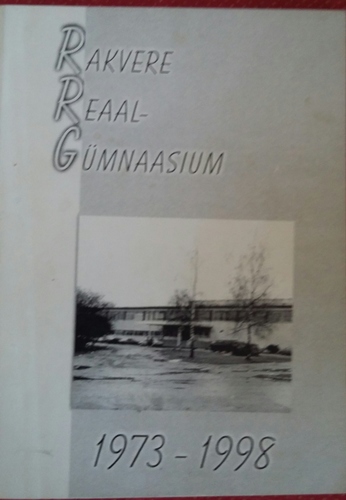 RAKVERE
REAAL-
GÜMNAASIUM
1973 - 1998